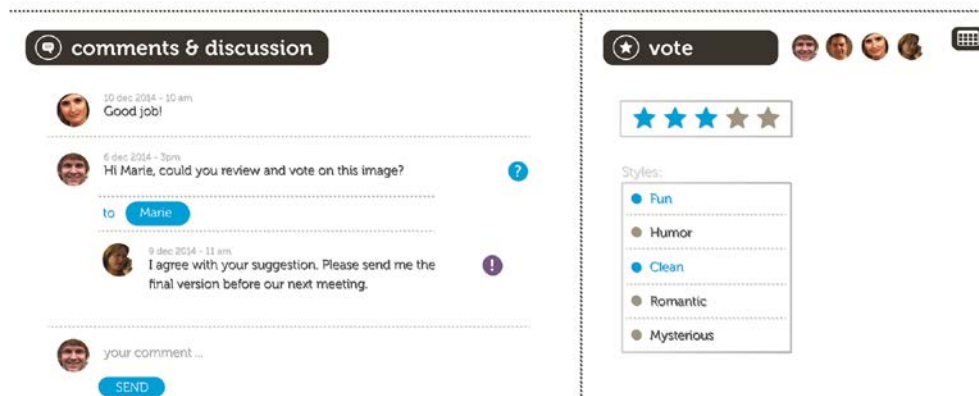 comments & discussion
10 dec 2014 - 10 am
Good job!
6 dec 2014 - 3pm
Hi Marie, could you review and vote on this image?
?
to Marie
9 dec 2014 - 11 am
I agree with your suggestion. Please send me the
!
final version before our next meeting.
your comment ...
SEND
vote
Styles:
Fun
Humor
Clean
Romantic
Mysterious